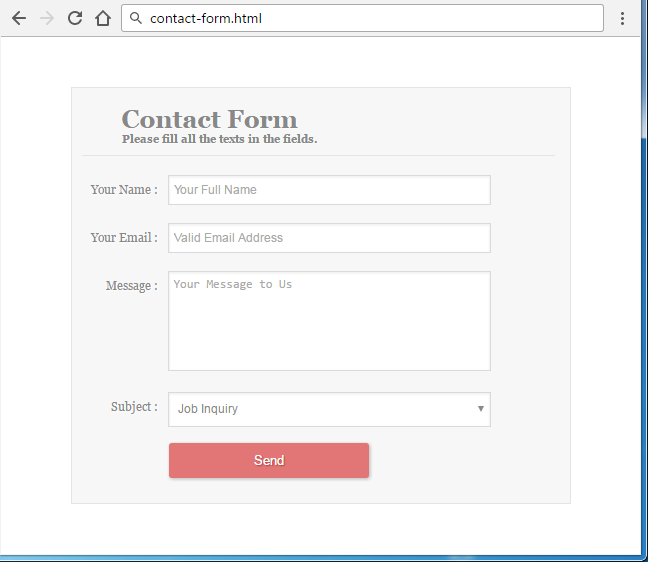 contact-form.html
Contact Form
Please fill all the texts in the fields.
Your Name : Your Full Name
Your Email : Valid Email Address
Message : Your Message to Us
Subject : Job Inquiry
Send